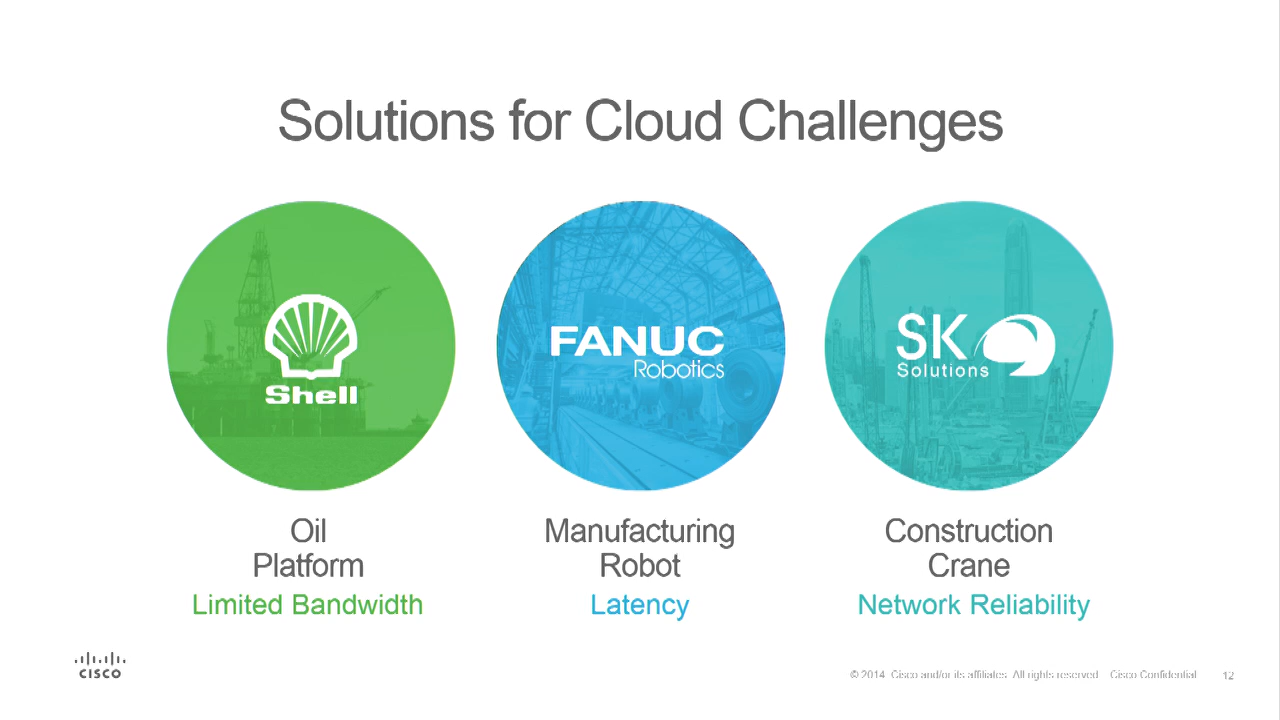 Solutions for Cloud Challenges
Shell
FANUC
Robotics
SK
Solutions
Oil
Platform
Limited Bandwidth
Manufacturing
Robot
Latency
Construction
Crane
Network Reliability
CISCO
© 2014 Cisco and/or its affiliates. All rights reserved. Cisco Confidential 12